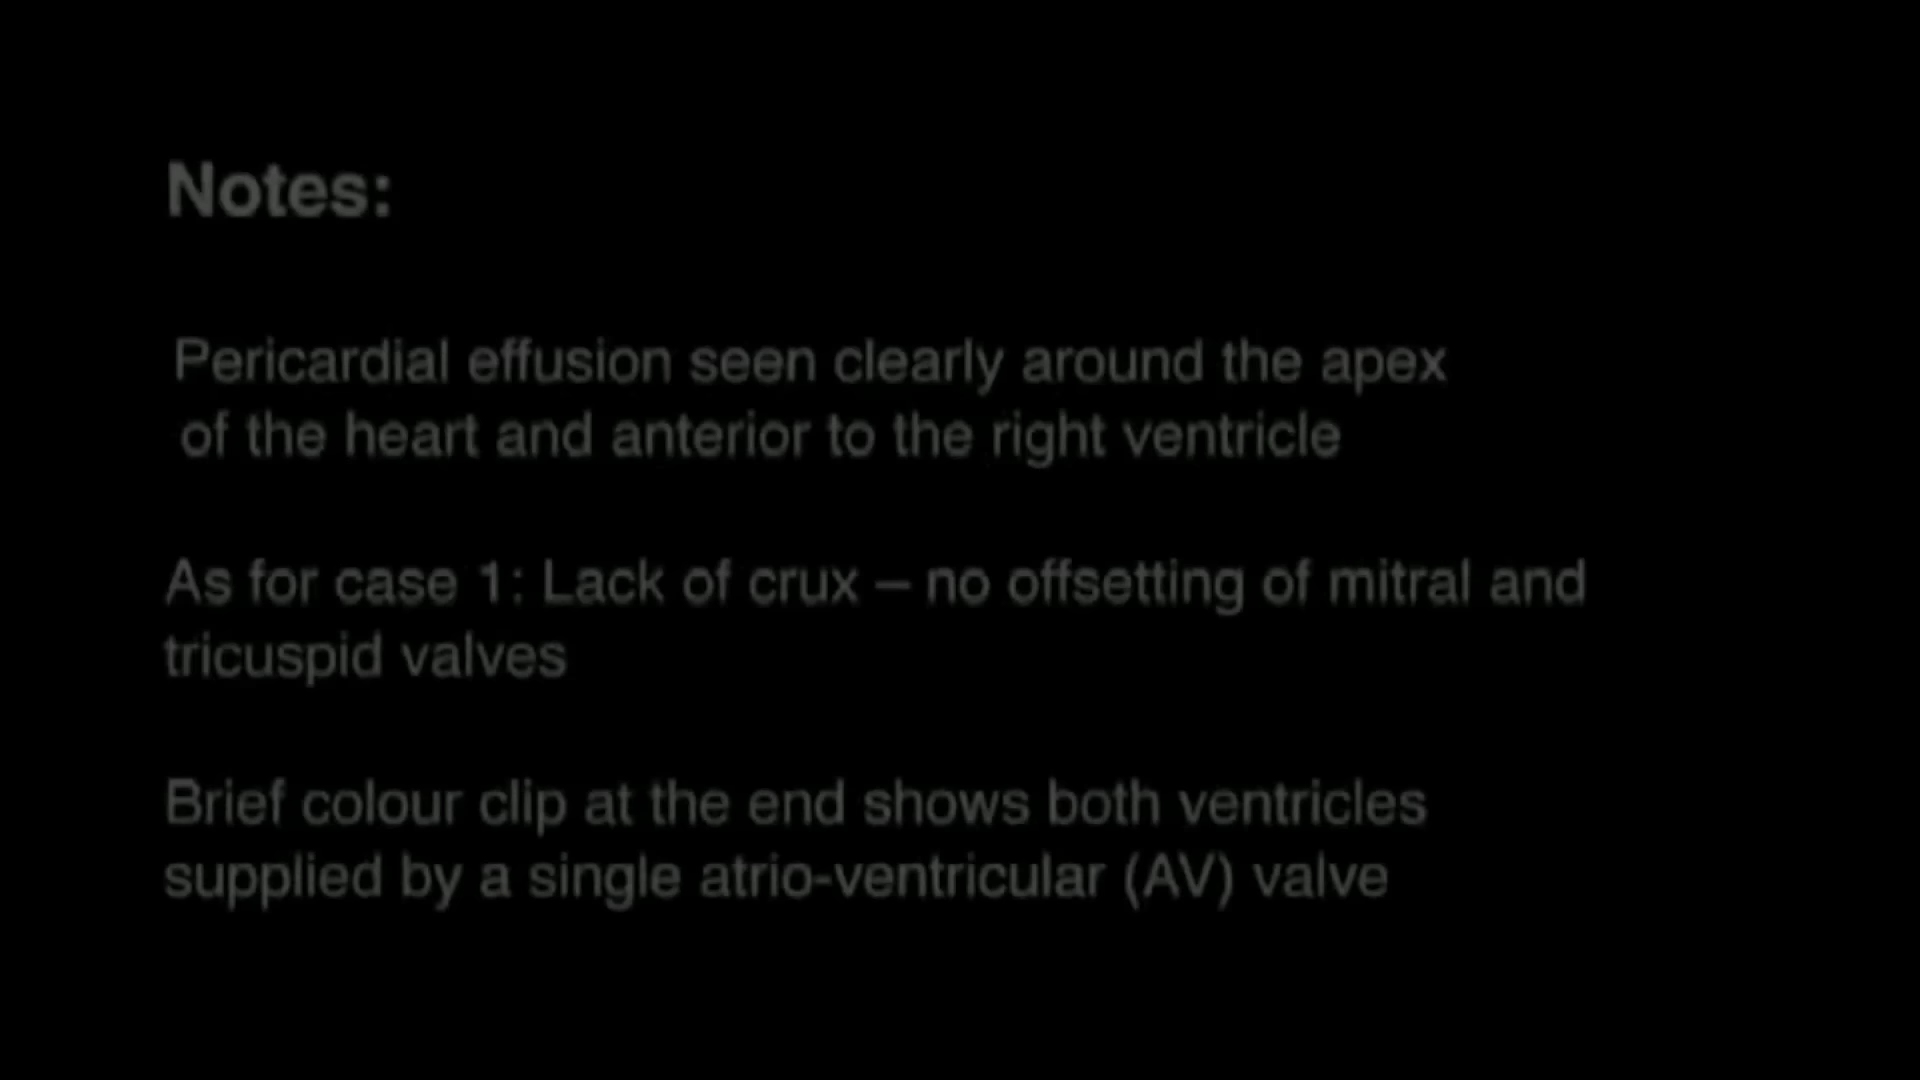 Notes:
Pericardial effusion seen clearly around the apex
of the heart and anterior to the right ventricle
As for case 1: Lack of crux – no offsetting of mitral and
tricuspid valves
Brief colour clip at the end shows both ventricles
supplied by a single atrio-ventricular (AV) valve